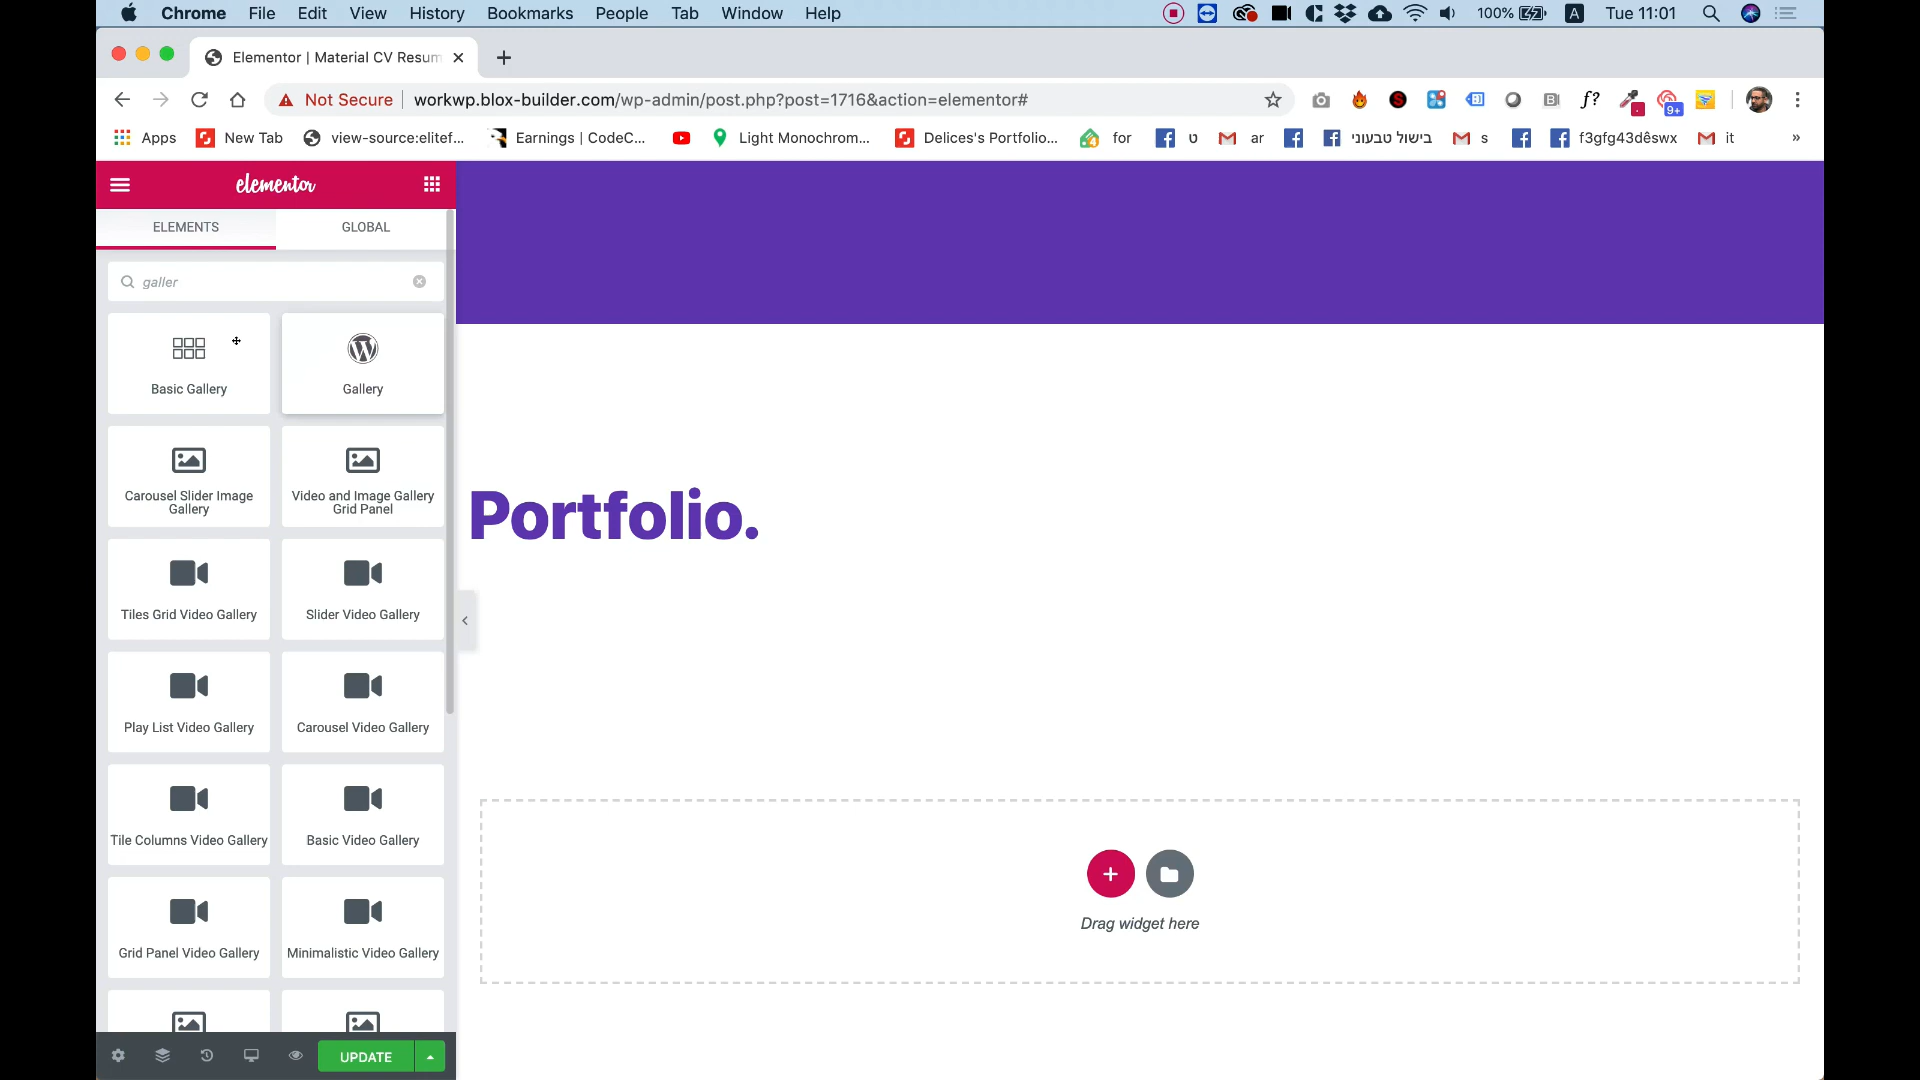 Chrome File Edit View History Bookmarks People Tab Window Help 100% A Tue 11:01
Elementor | Material CV Resum
Not Secure workwp.blox-builder.com/wp-admin/post.php?post=1716&action=elementor# S B f? 9+
Apps New Tab view-source:elitef... Earnings | CodeC... Light Monochrom... Delices's Portfolio... 4 for ט ar בישול טבעוני s f3gfg43dêswx it »
elementor
ELEMENTS GLOBAL
galler
Basic Gallery Gallery
Carousel Slider Image Gallery Video and Image Gallery Grid Panel
Tiles Grid Video Gallery Slider Video Gallery
Play List Video Gallery Carousel Video Gallery
Tile Columns Video Gallery Basic Video Gallery
Grid Panel Video Gallery Minimalistic Video Gallery
UPDATE
Portfolio.
Drag widget here